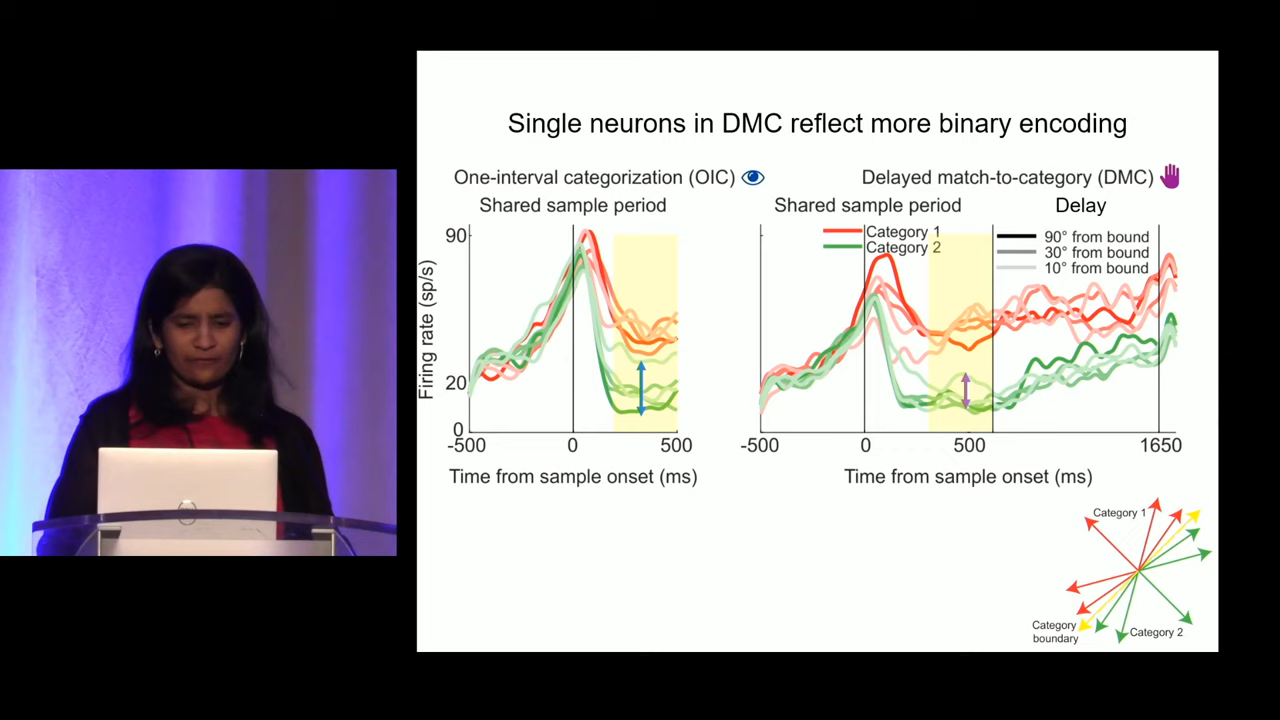 Single neurons in DMC reflect more binary encoding
One-interval categorization (OIC)
Shared sample period
90
20
0
Firing rate (sp/s)
-500
0
500
Time from sample onset (ms)
Delayed match-to-category (DMC)
Shared sample period
Delay
Category 1
Category 2
90° from bound
30° from bound
10° from bound
-500
0
500
1650
Time from sample onset (ms)
Category 1
Category
boundary
Category 2